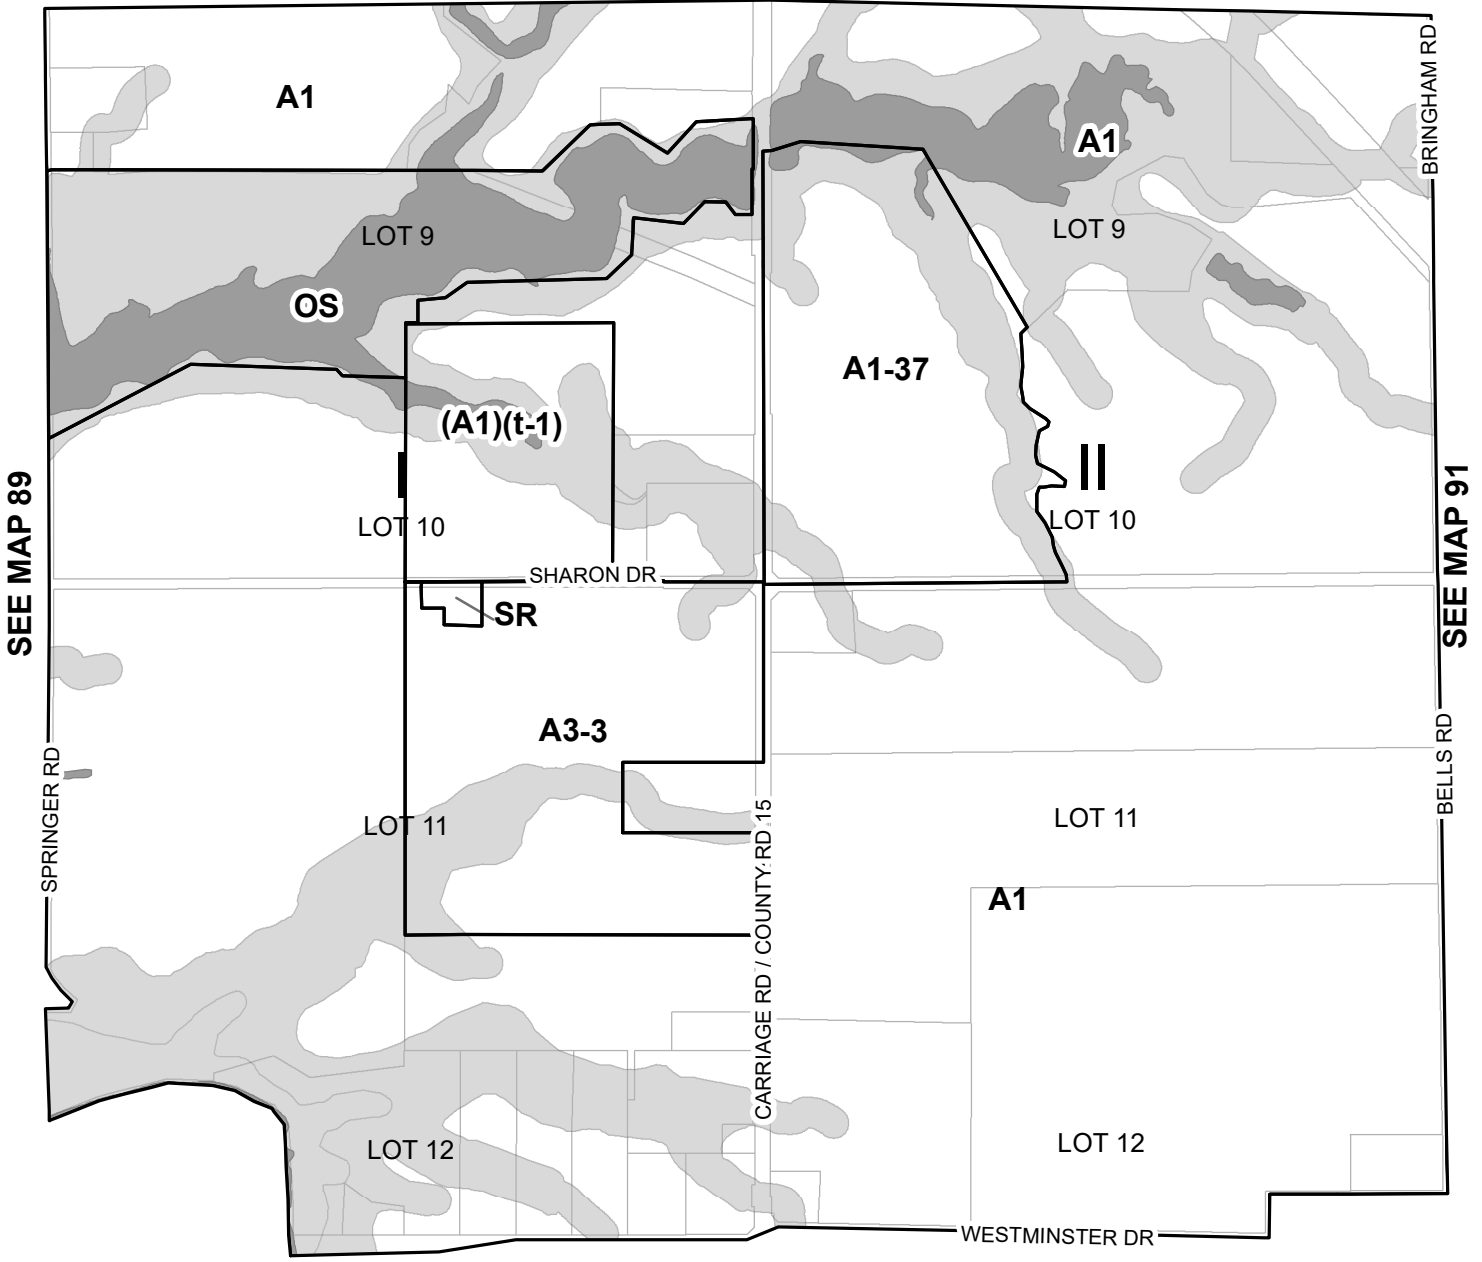 A1
BRINGHAM RD
A1
LOT 9
LOT 9
OS
A1-37
(A1)(t-1)
SEE MAP 89
I
II
SEE MAP 91
LOT 10
LOT 10
SHARON DR
SR
A3-3
SPRINGER RD
BELLS RD
LOT 11
LOT 11
CARRIAGE RD / COUNTY RD 15
A1
LOT 12
LOT 12
WESTMINSTER DR